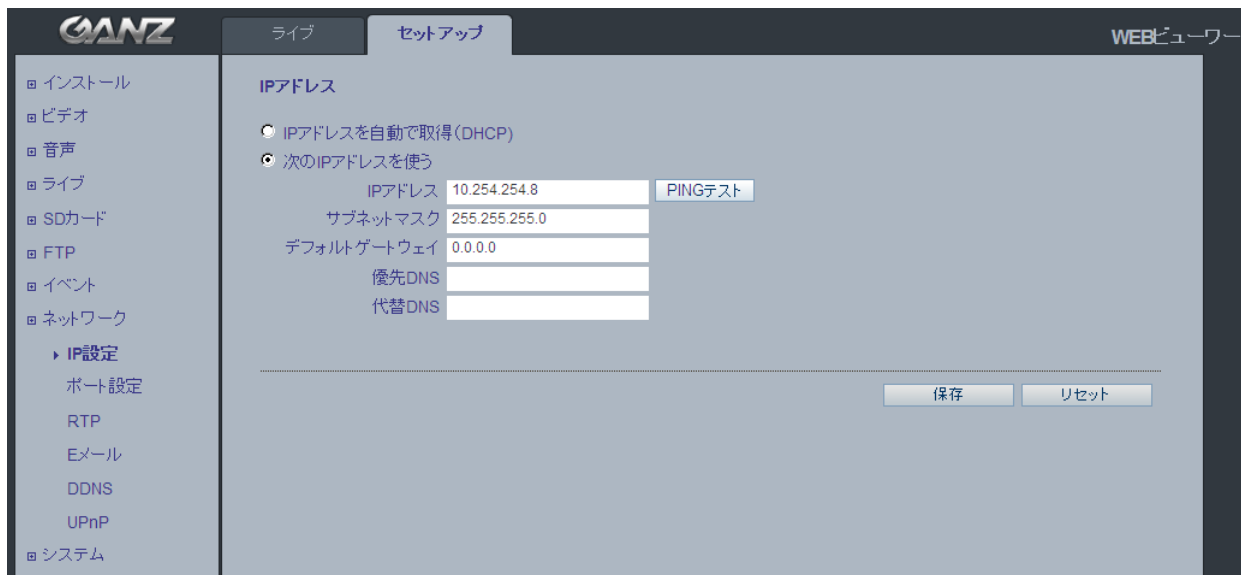 GANZ
ライブ
セットアップ
WEBビューワー
インストール
ビデオ
音声
ライブ
SDカード
FTP
イベント
ネットワーク
IP設定
ポート設定
RTP
Eメール
DDNS
UPnP
システム
IPアドレス
IPアドレスを自動で取得(DHCP)
次のIPアドレスを使う
IPアドレス 10.254.254.8 PINGテスト
サブネットマスク 255.255.255.0
デフォルトゲートウェイ 0.0.0.0
優先DNS
代替DNS
保存 リセット